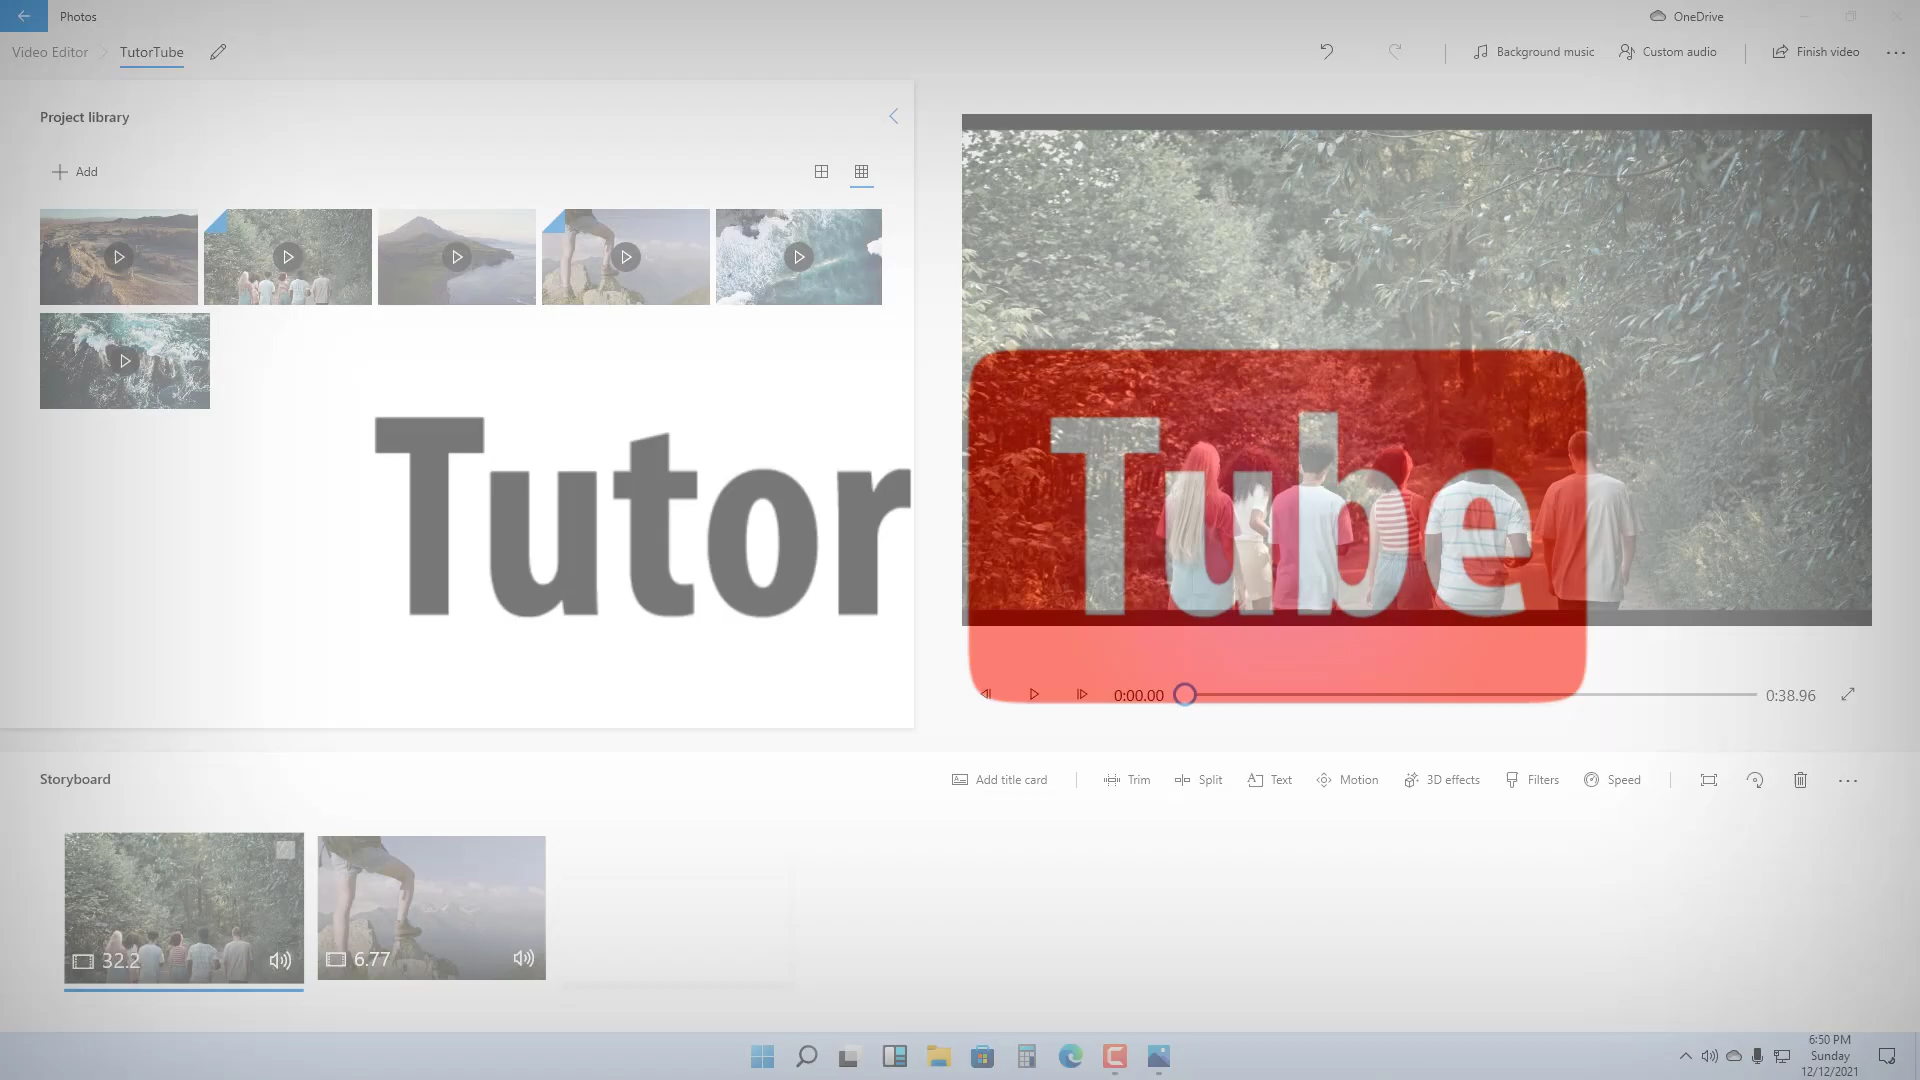 Photos
OneDrive
Video Editor
TutorTube
Background music
Custom audio
Finish video
Project library
Add
Tutor Tube
0:00.00
0:38.96
Storyboard
Add title card
Trim
Split
Text
Motion
3D effects
Filters
Speed
32.2
6.77
6:50 PM
Sunday
12/12/2021